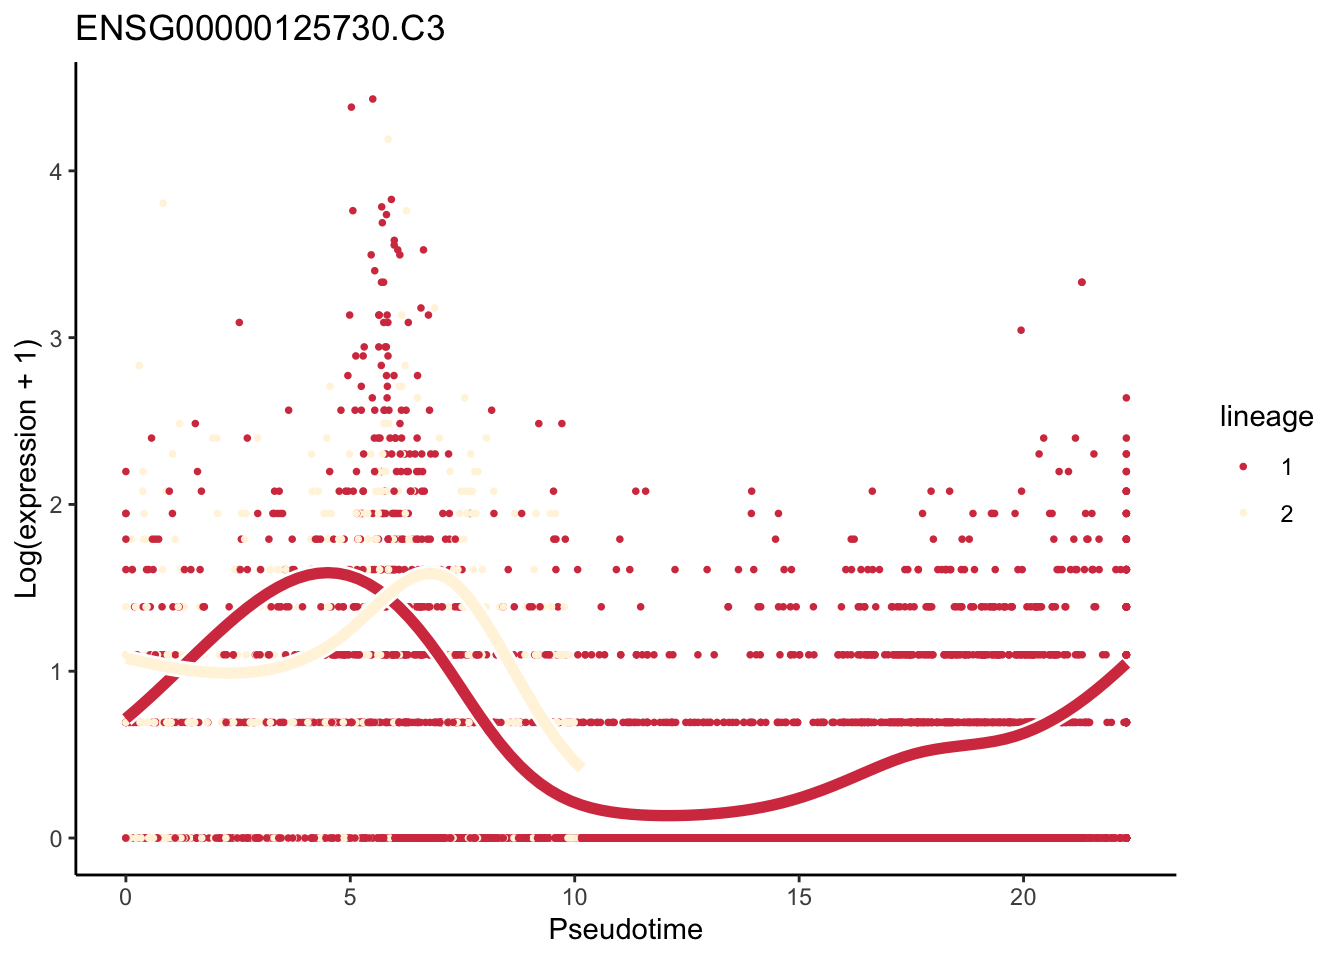 ENSG00000125730.C3
4
3
2
1
0
Log(expression + 1)
0 5 10 15 20
Pseudotime
lineage
1
2